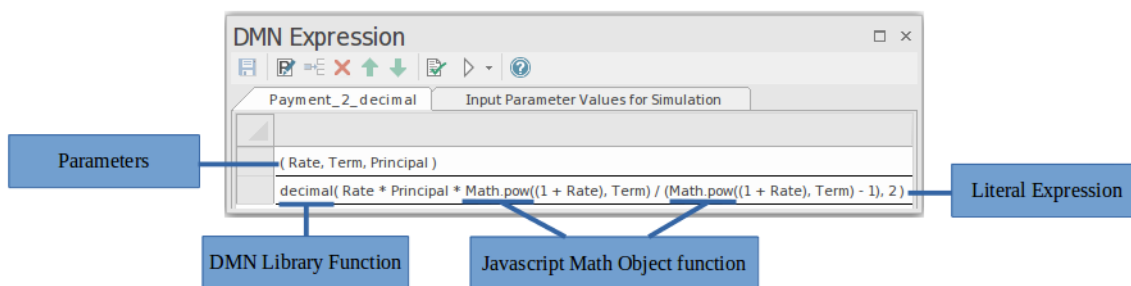 DMN Expression
Payment_2_decimal
Input Parameter Values for Simulation
Parameters
( Rate, Term, Principal )
decimal( Rate * Principal * Math.pow((1 + Rate), Term) / (Math.pow((1 + Rate), Term) - 1), 2 )
Literal Expression
DMN Library Function
Javascript Math Object function